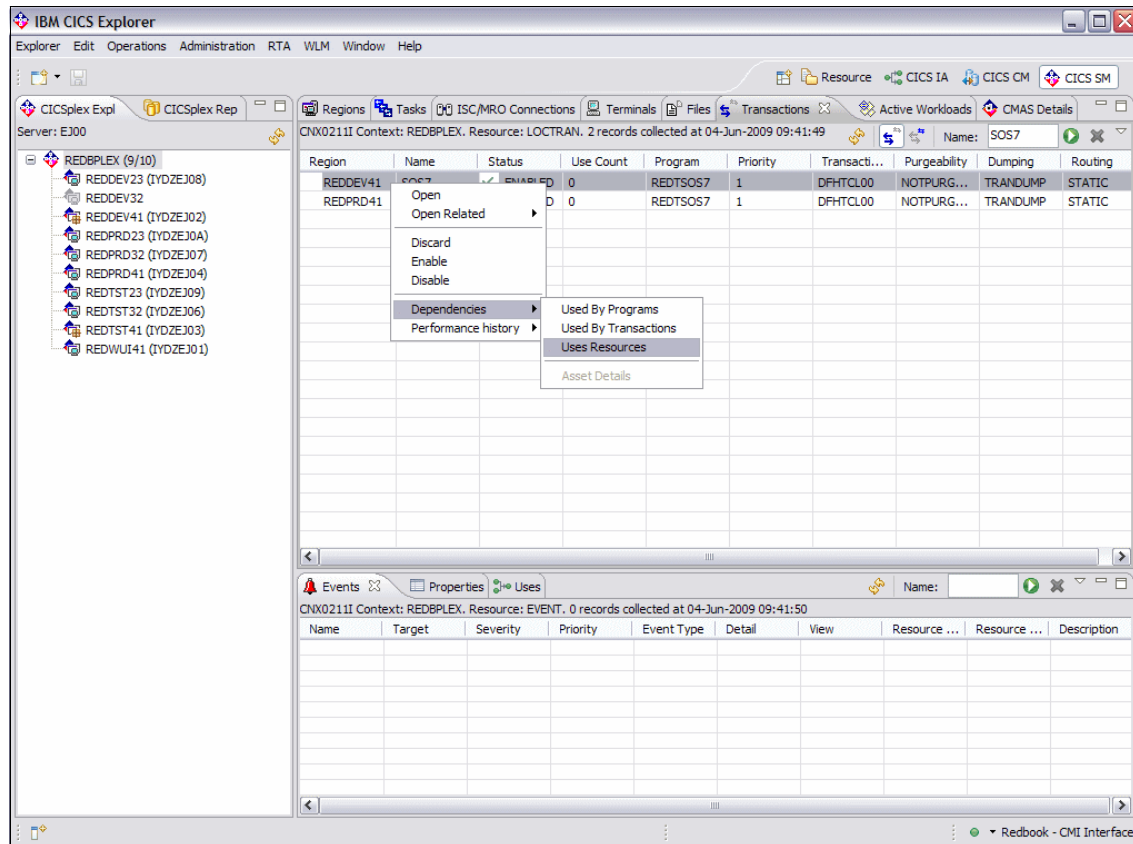 IBM CICS Explorer
Explorer Edit Operations Administration RTA WLM Window Help
Resource CICS IA CICS CM CICS SM
CICSplex Expl CICSplex Rep
Server: EJ00
REDBPLEX (9/10)
REDDEV23 (IYDZEJ08)
REDDEV32
REDDEV41 (IYDZEJ02)
REDPRD23 (IYDZEJ0A)
REDPRD32 (IYDZEJ07)
REDPRD41 (IYDZEJ04)
REDTST23 (IYDZEJ09)
REDTST32 (IYDZEJ06)
REDTST41 (IYDZEJ03)
REDWUI41 (IYDZEJ01)
Regions Tasks ISC/MRO Connections Terminals Files Transactions Active Workloads CMAS Details
CNX0211I Context: REDBPLEX. Resource: LOCTRAN. 2 records collected at 04-Jun-2009 09:41:49 Name: SOS7
Region Name Status Use Count Program Priority Transacti... Purgeability Dumping Routing
REDDEV41 SOS7 ENABLED 0 REDTSOS7 1 DFHTCL00 NOTPURG... TRANDUMP STATIC
REDPRD41 D 0 REDTSOS7 1 DFHTCL00 NOTPURG... TRANDUMP STATIC
Open
Open Related
Discard
Enable
Disable
Dependencies
Performance history
Used By Programs
Used By Transactions
Uses Resources
Asset Details
Events Properties Uses Name:
CNX0211I Context: REDBPLEX. Resource: EVENT. 0 records collected at 04-Jun-2009 09:41:50
Name Target Severity Priority Event Type Detail View Resource ... Resource ... Description
Redbook - CMI Interface